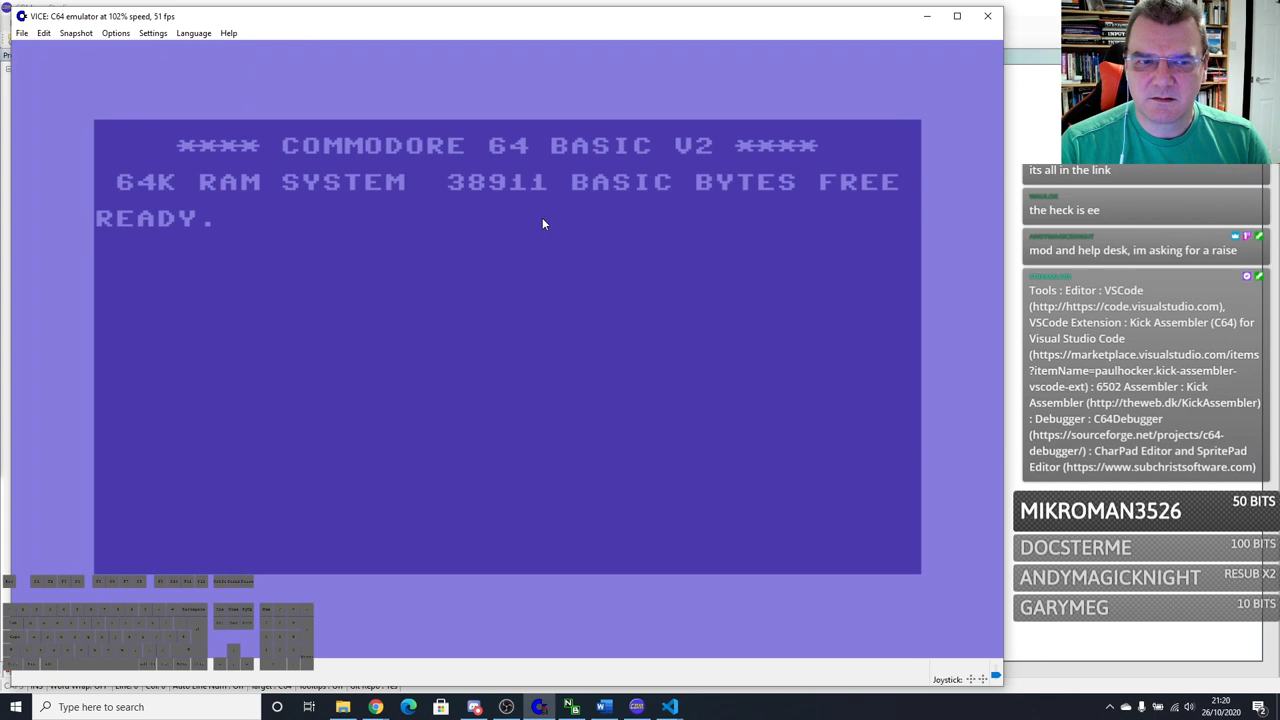 VICE: C64 emulator at 102% speed, 51 fps
File Edit Snapshot Options Settings Language Help
**** COMMODORE 64 BASIC V2 ****
64K RAM SYSTEM 38911 BASIC BYTES FREE
READY.
its all in the link
the heck is ee
ANDYMAGICKNIGHT
mod and help desk, im asking for a raise
Tools : Editor : VSCode
(http://https://code.visualstudio.com),
VSCode Extension : Kick Assembler (C64) for
Visual Studio Code
(https://marketplace.visualstudio.com/items
?itemName=paulhocker.kick-assembler-
vscode-ext) : 6502 Assembler : Kick
Assembler (http://theweb.dk/KickAssembler)
: Debugger : C64Debugger
(https://sourceforge.net/projects/c64-
debugger/) : CharPad Editor and SpritePad
Editor (https://www.subchristsoftware.com)
MIKROMAN3526 50 BITS
DOCSTERME 100 BITS
ANDYMAGICKNIGHT RESUB X2
GARYMEG 10 BITS
Joystick:
Type here to search
21:20
26/10/2020